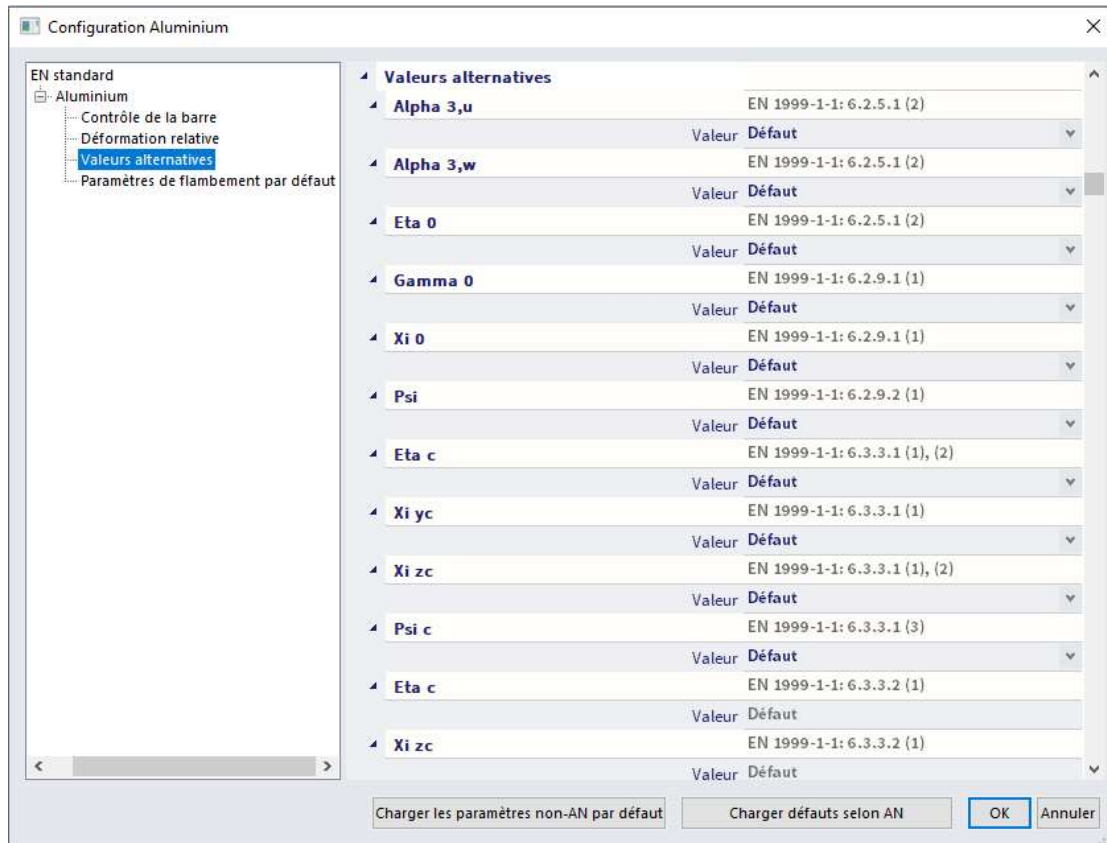 Configuration Aluminium
EN standard
Aluminium
Contrôle de la barre
Déformation relative
Valeurs alternatives
Paramètres de flambement par défaut
Valeurs alternatives
Alpha 3,u EN 1999-1-1: 6.2.5.1 (2)
Valeur Défaut
Alpha 3,w EN 1999-1-1: 6.2.5.1 (2)
Valeur Défaut
Eta 0 EN 1999-1-1: 6.2.5.1 (2)
Valeur Défaut
Gamma 0 EN 1999-1-1: 6.2.9.1 (1)
Valeur Défaut
Xi 0 EN 1999-1-1: 6.2.9.1 (1)
Valeur Défaut
Psi EN 1999-1-1: 6.2.9.2 (1)
Valeur Défaut
Eta c EN 1999-1-1: 6.3.3.1 (1), (2)
Valeur Défaut
Xi yc EN 1999-1-1: 6.3.3.1 (1)
Valeur Défaut
Xi zc EN 1999-1-1: 6.3.3.1 (1), (2)
Valeur Défaut
Psi c EN 1999-1-1: 6.3.3.1 (3)
Valeur Défaut
Eta c EN 1999-1-1: 6.3.3.2 (1)
Valeur Défaut
Xi zc EN 1999-1-1: 6.3.3.2 (1)
Valeur Défaut
Charger les paramètres non-AN par défaut Charger défauts selon AN OK Annuler